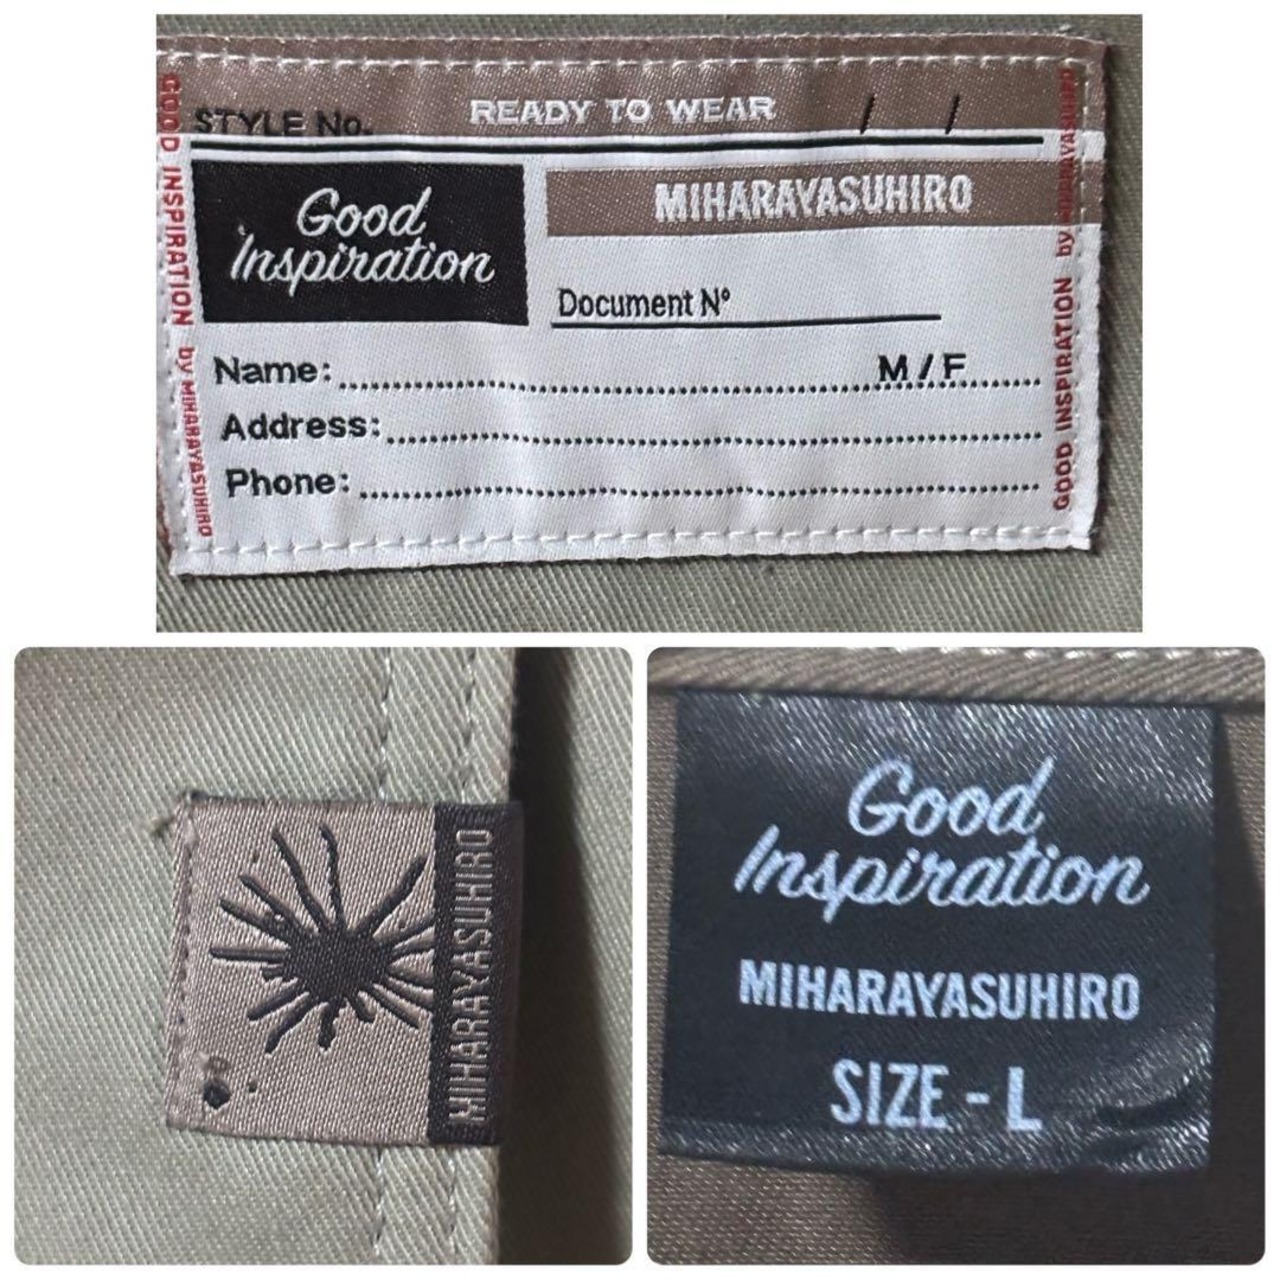 STYLE No. READY TO WEAR / /
GOOD INSPIRATION by MIHARAYASUHIRO
Good
Inspiration
MIHARAYASUHIRO
Document Nº
Name: M / F
Address:
Phone:
GOOD INSPIRATION by MIHARAYASUHIRO
MIHARAYASUHIRO
Good
Inspiration
MIHARAYASUHIRO
SIZE - L